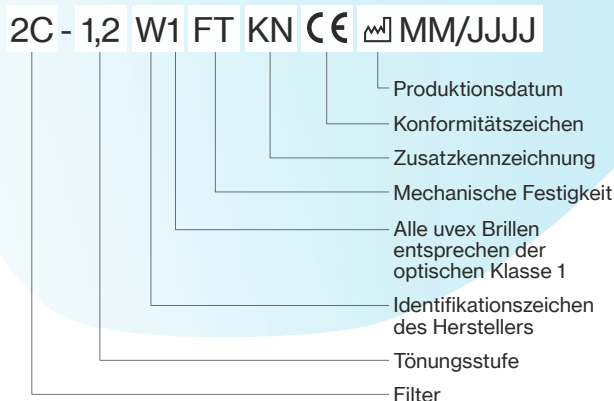 2C - 1,2 W1 FT KN CE MM/JJJJ
Produktionsdatum
Konformitätszeichen
Zusatzkennzeichnung
Mechanische Festigkeit
Alle uvex Brillen
entsprechen der
optischen Klasse 1
Identifikationszeichen
des Herstellers
Tönungsstufe
Filter